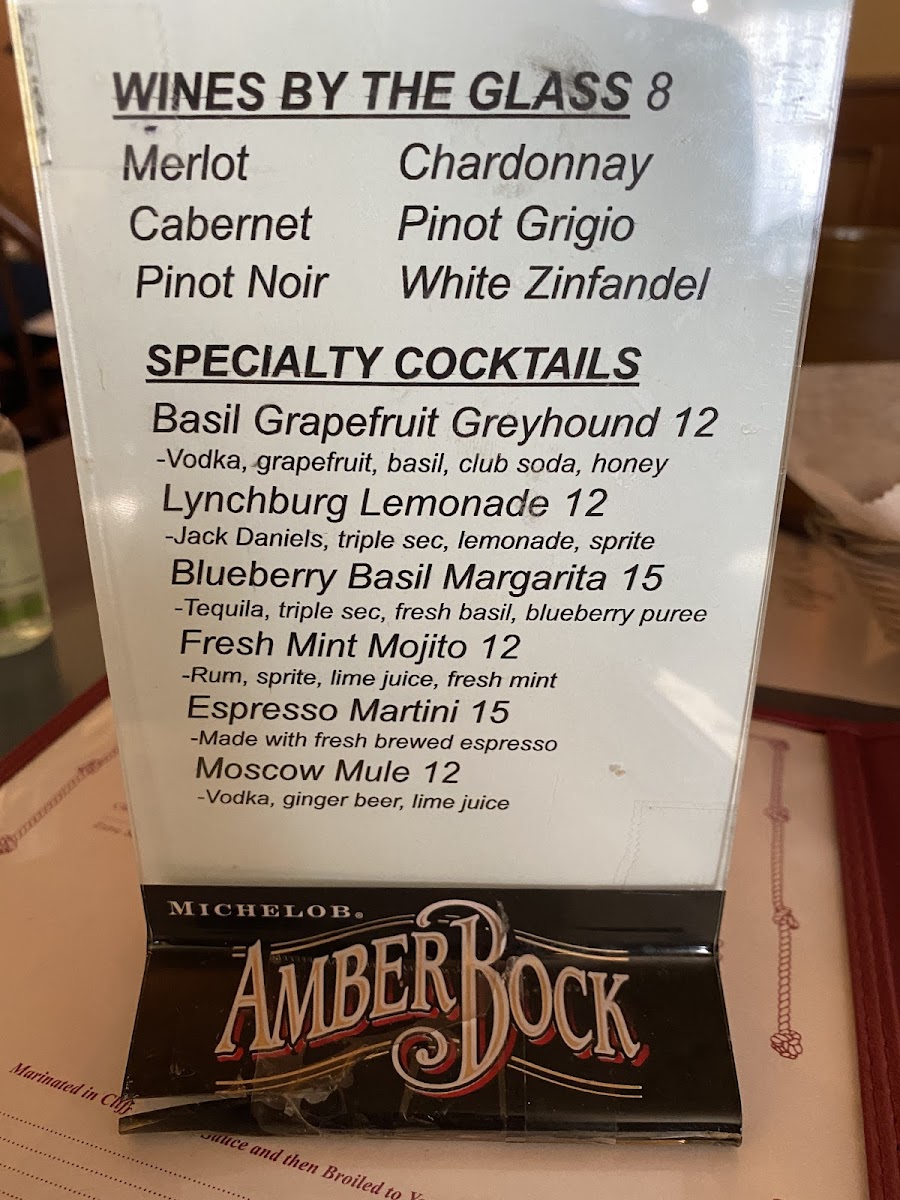 WINES BY THE GLASS 8
Merlot Chardonnay
Cabernet Pinot Grigio
Pinot Noir White Zinfandel
SPECIALTY COCKTAILS
Basil Grapefruit Greyhound 12
-Vodka, grapefruit, basil, club soda, honey
Lynchburg Lemonade 12
-Jack Daniels, triple sec, lemonade, sprite
Blueberry Basil Margarita 15
-Tequila, triple sec, fresh basil, blueberry puree
Fresh Mint Mojito 12
-Rum, sprite, lime juice, fresh mint
Espresso Martini 15
-Made with fresh brewed espresso
Moscow Mule 12
-Vodka, ginger beer, lime juice
MICHELOB®
AMBERBOCK
Marinated in Cliff
Sauce and then Broiled to